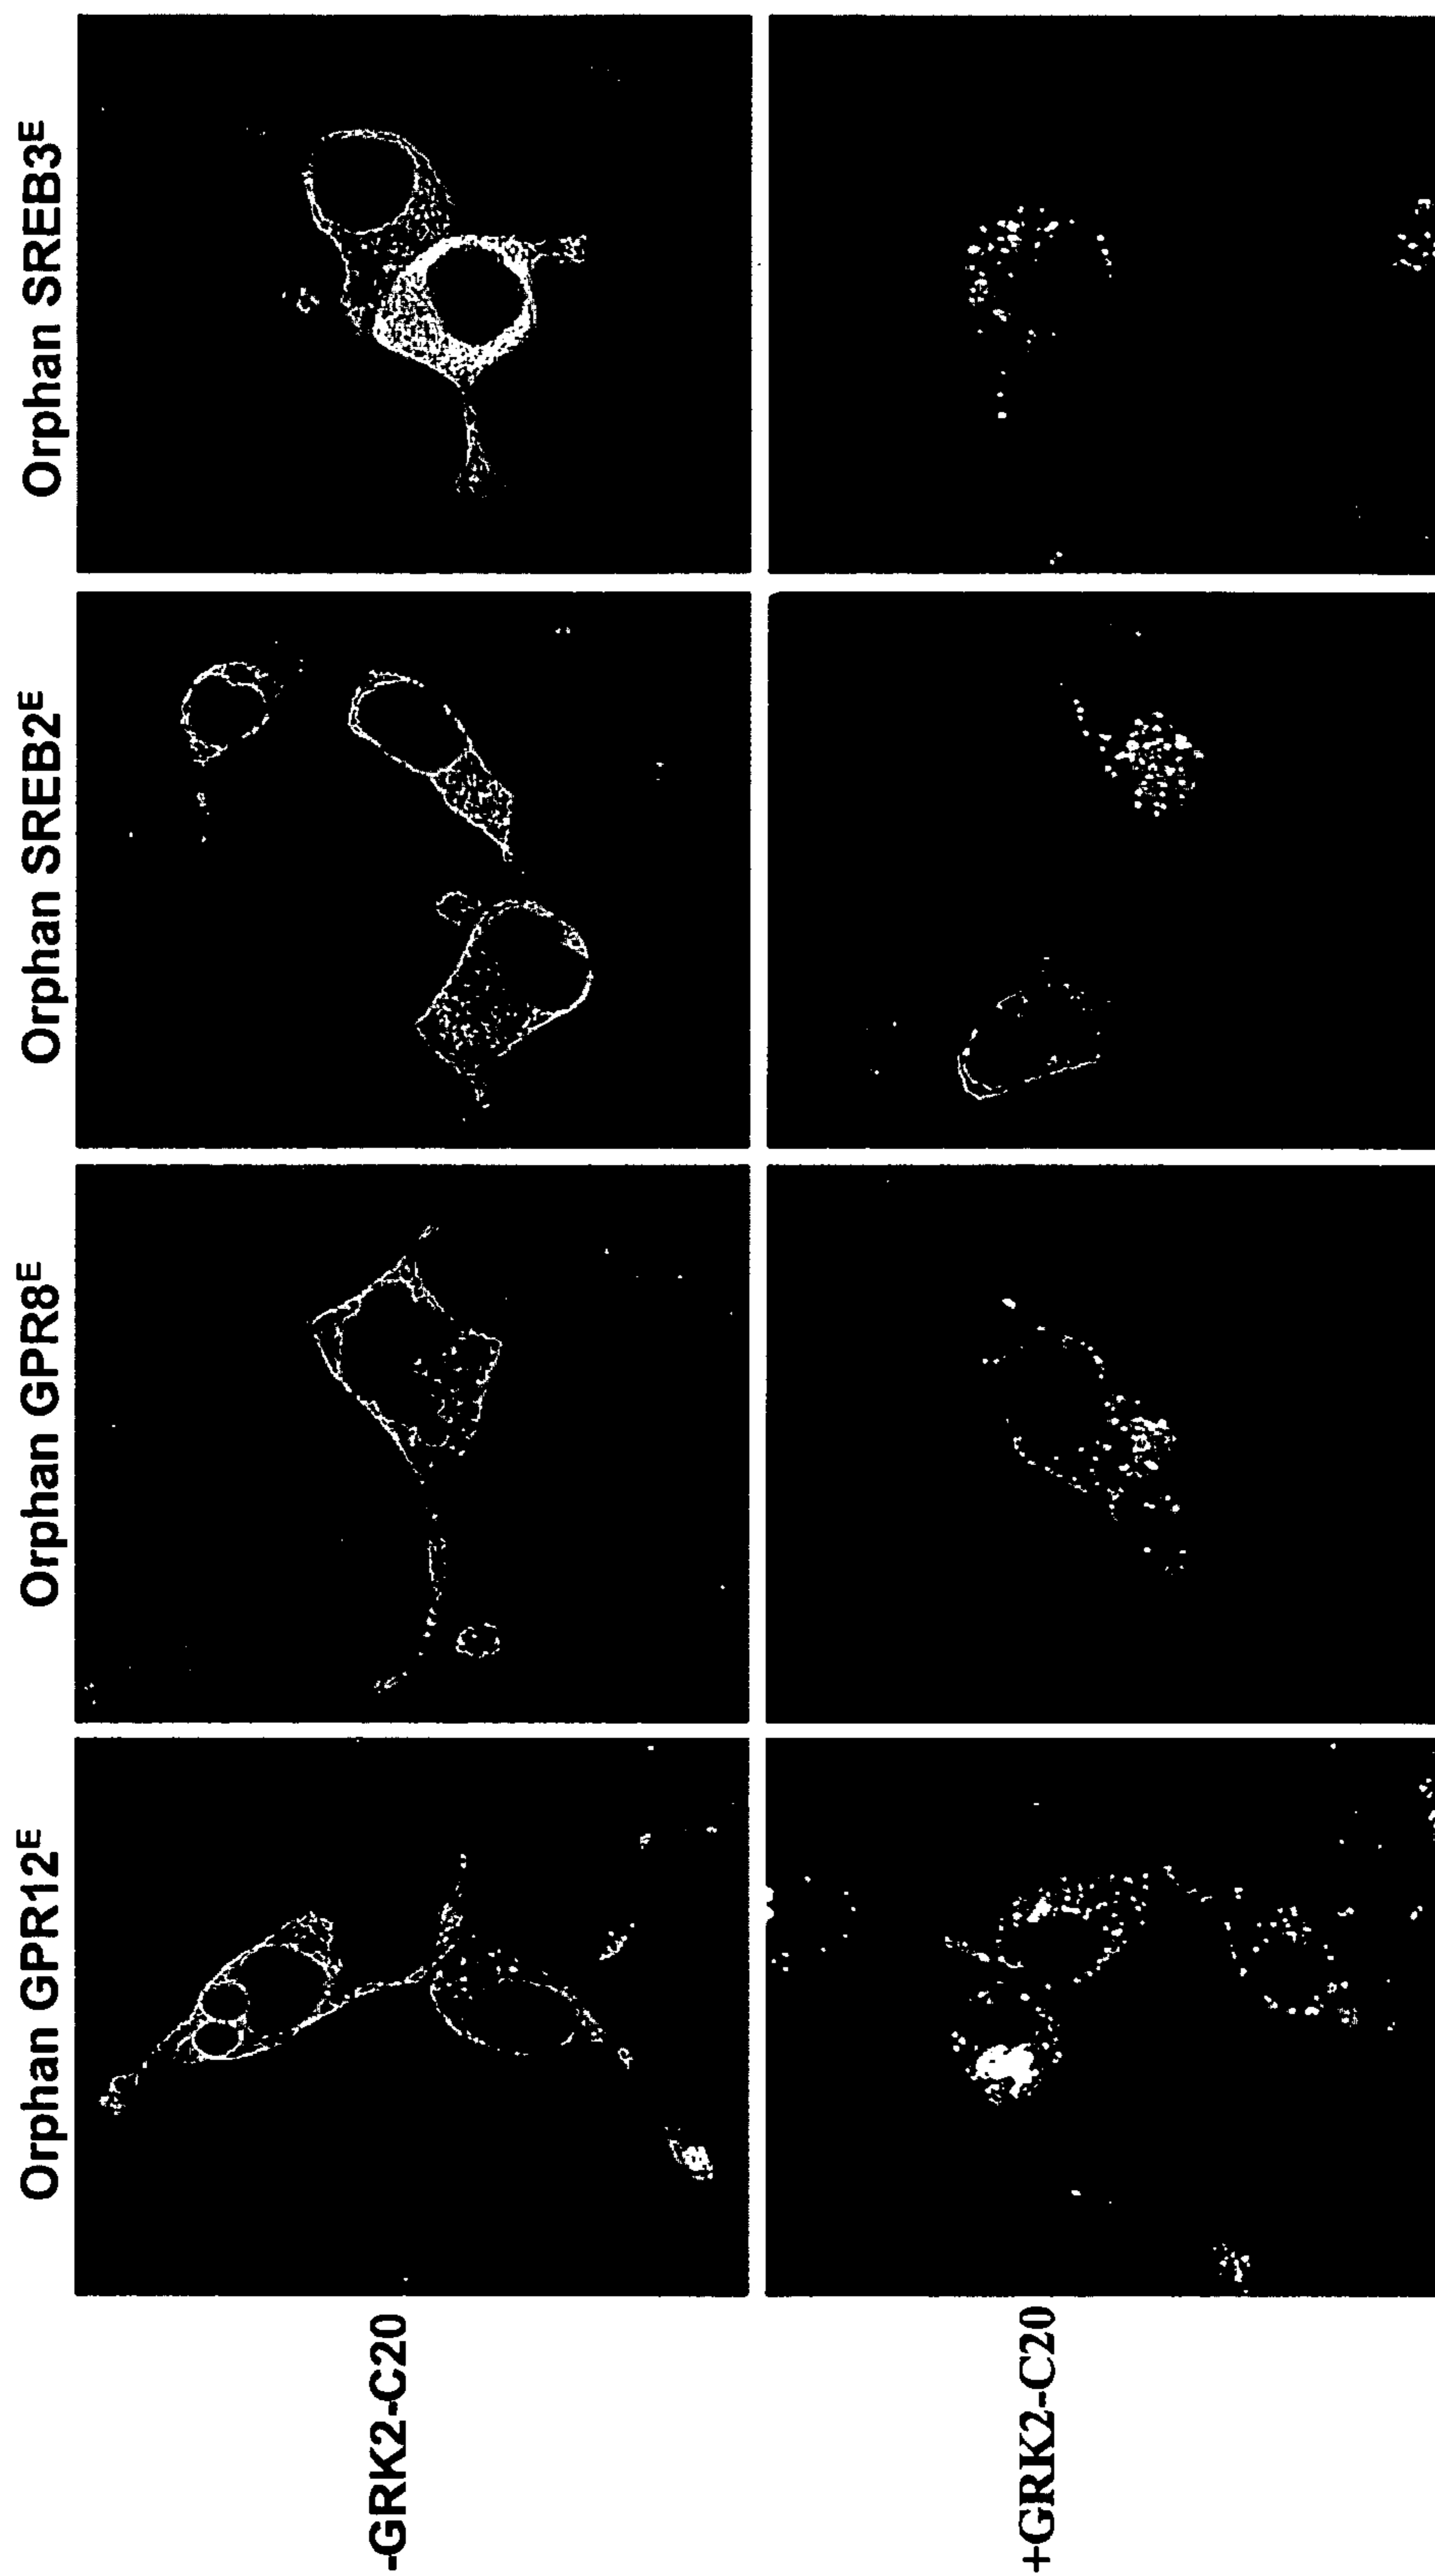 Orphan GPR12ᴱ
Orphan GPR8ᴱ
Orphan SREB2ᴱ
Orphan SREB3ᴱ
-GRK2-C20
+GRK2-C20